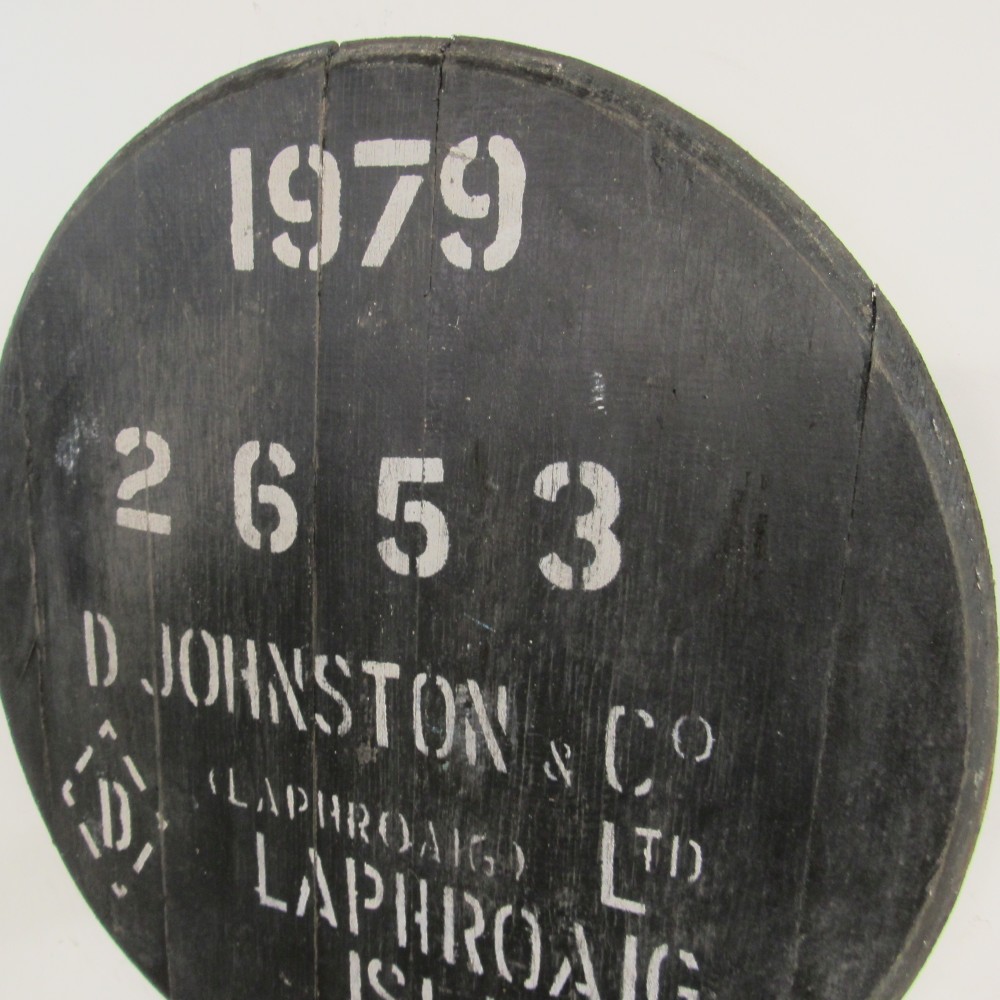 1979
2653
D JOHNSTON & Cº
(LAPHROAIG) LTD
D
LAPHROAIG